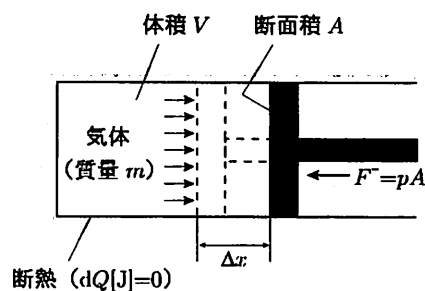 体積 V
断面積 A
気体
(質量 m)
F⁻=pA
Δx
断熱 (dQ[J]=0)